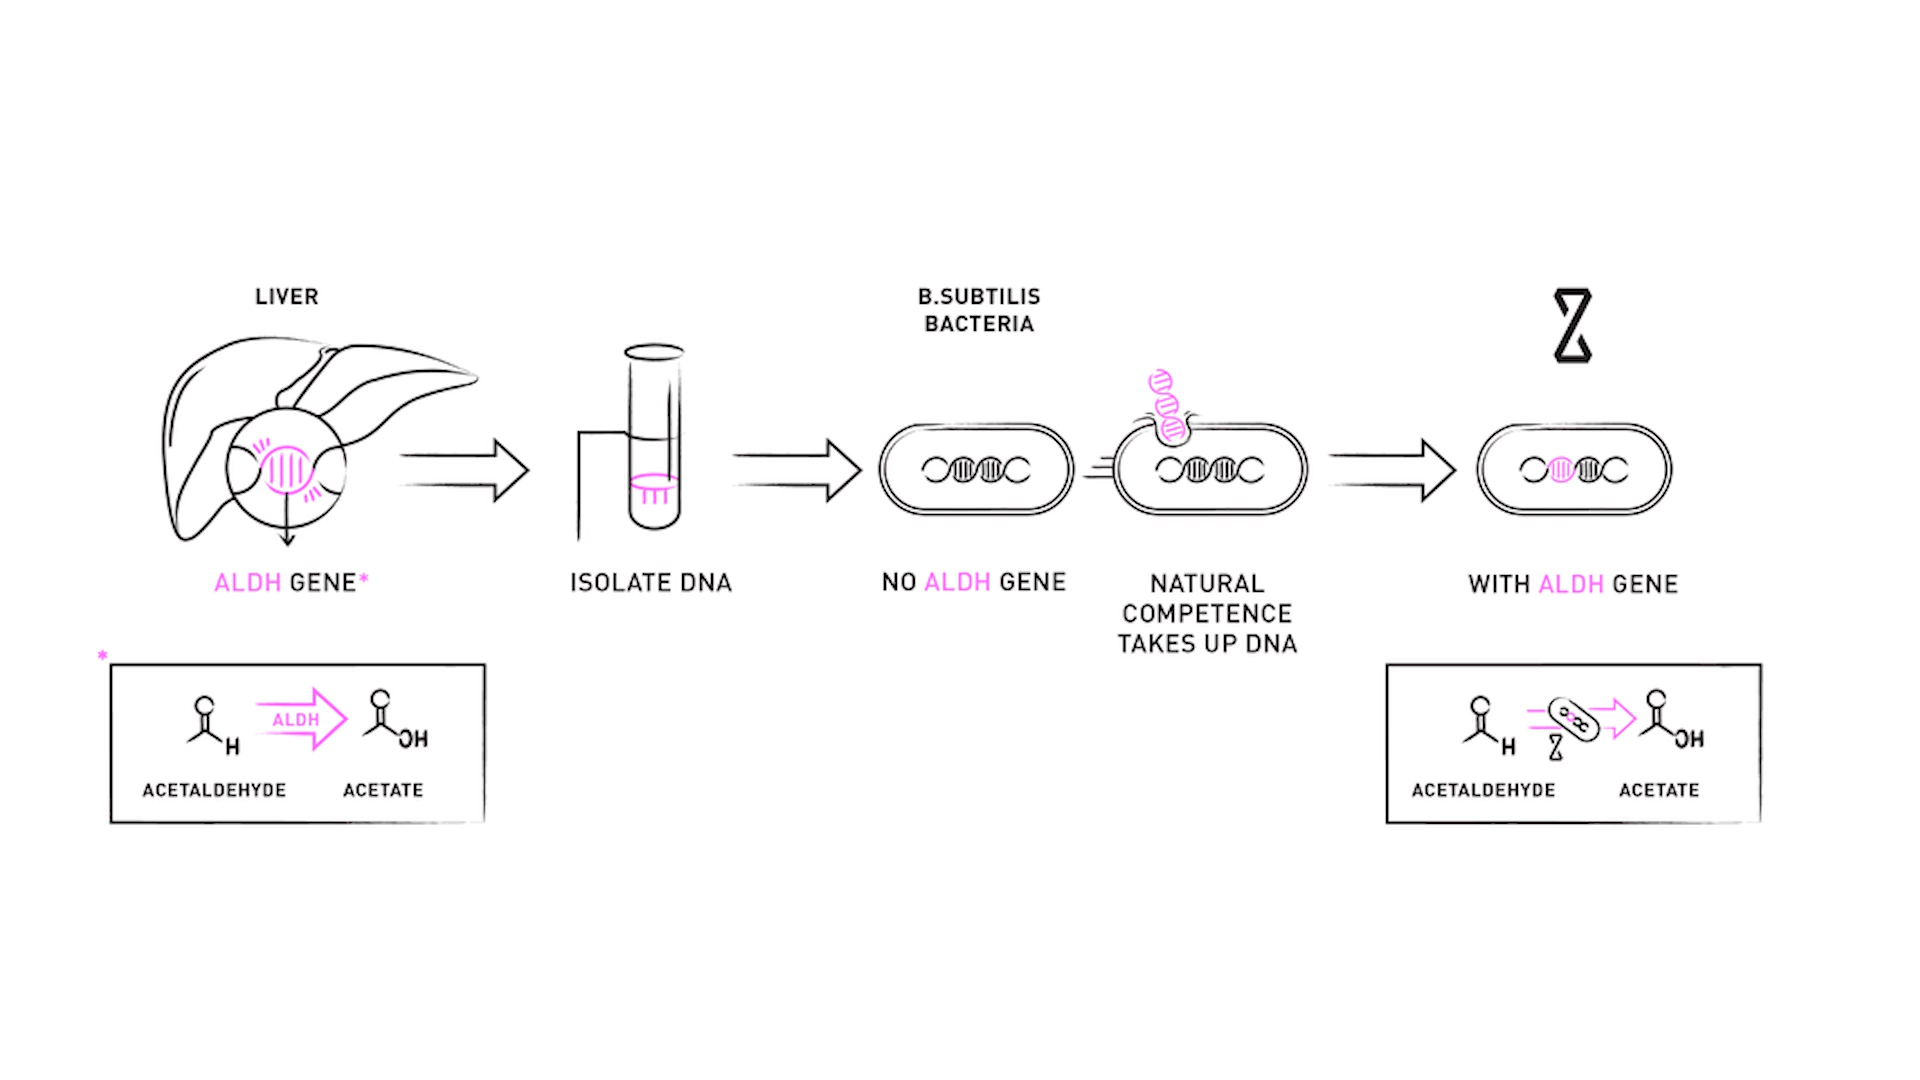 LIVER
B.SUBTILIS
BACTERIA
ALDH GENE*
ISOLATE DNA
NO ALDH GENE
NATURAL
COMPETENCE
TAKES UP DNA
WITH ALDH GENE
*
ALDH
H
OH
ACETALDEHYDE
ACETATE
H
OH
ACETALDEHYDE
ACETATE